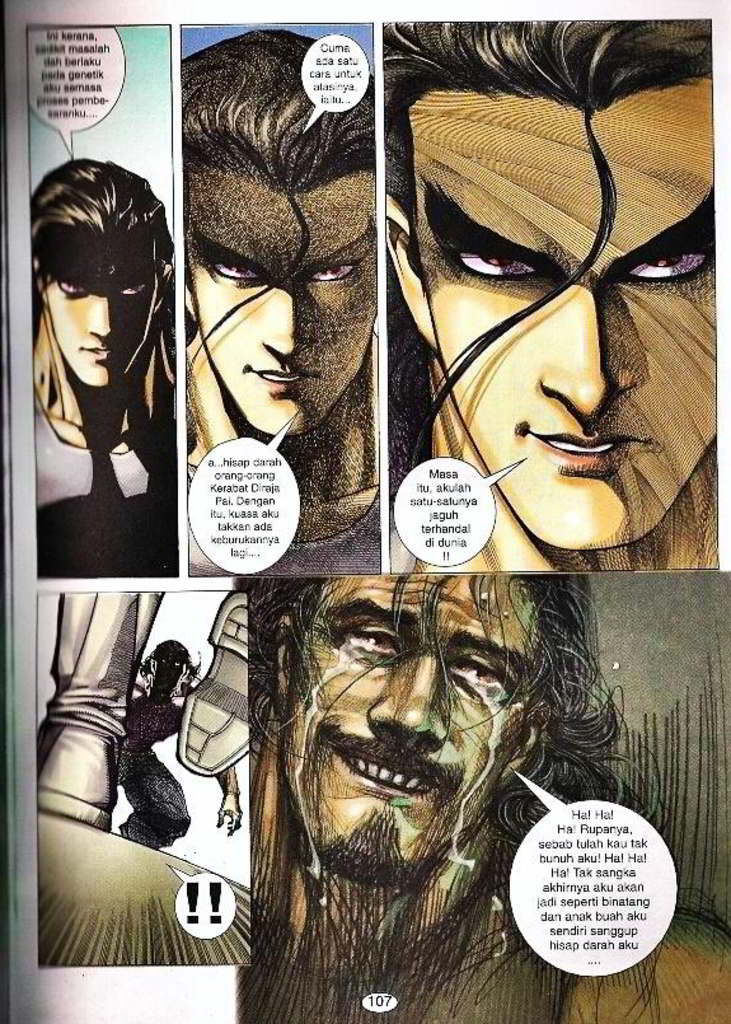 Ini kerana,
sedikit masalah
dah berlaku
pada genetik
aku semasa
proses pembe-
saranku....
Cuma
ada satu
cara untuk
atasinya,
iaitu...
a...hisap darah
orang-orang
Kerabat Diraja
Pai. Dengan
itu, kuasa aku
takkan ada
keburukannya
lagi....
Masa
itu, akulah
satu-satunya
jaguh
terhandal
di dunia
!!
!!
Ha! Ha!
Ha! Rupanya,
sebab tulah kau tak
bunuh aku! Ha! Ha!
Ha! Tak sangka
akhirnya aku akan
jadi seperti binatang
dan anak buah aku
sendiri sanggup
hisap darah aku
....
107